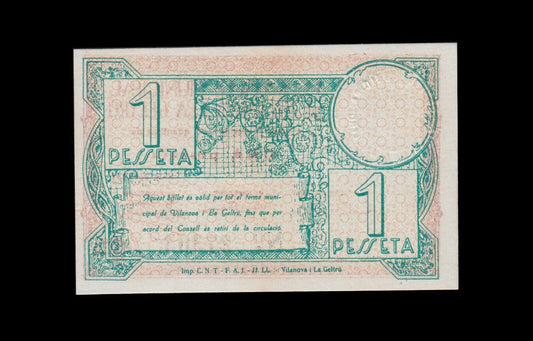 1
PESSETA
Aquest bitllet és vàlid per tot el terme muni-
cipal de Vilanova i La Geltrú, fins que per
acord del Consell es retiri de la circulació.
1
PESSETA
Imp. C. N. T - F. A. I. - JJ. LL. - Vilanova i La Geltrú